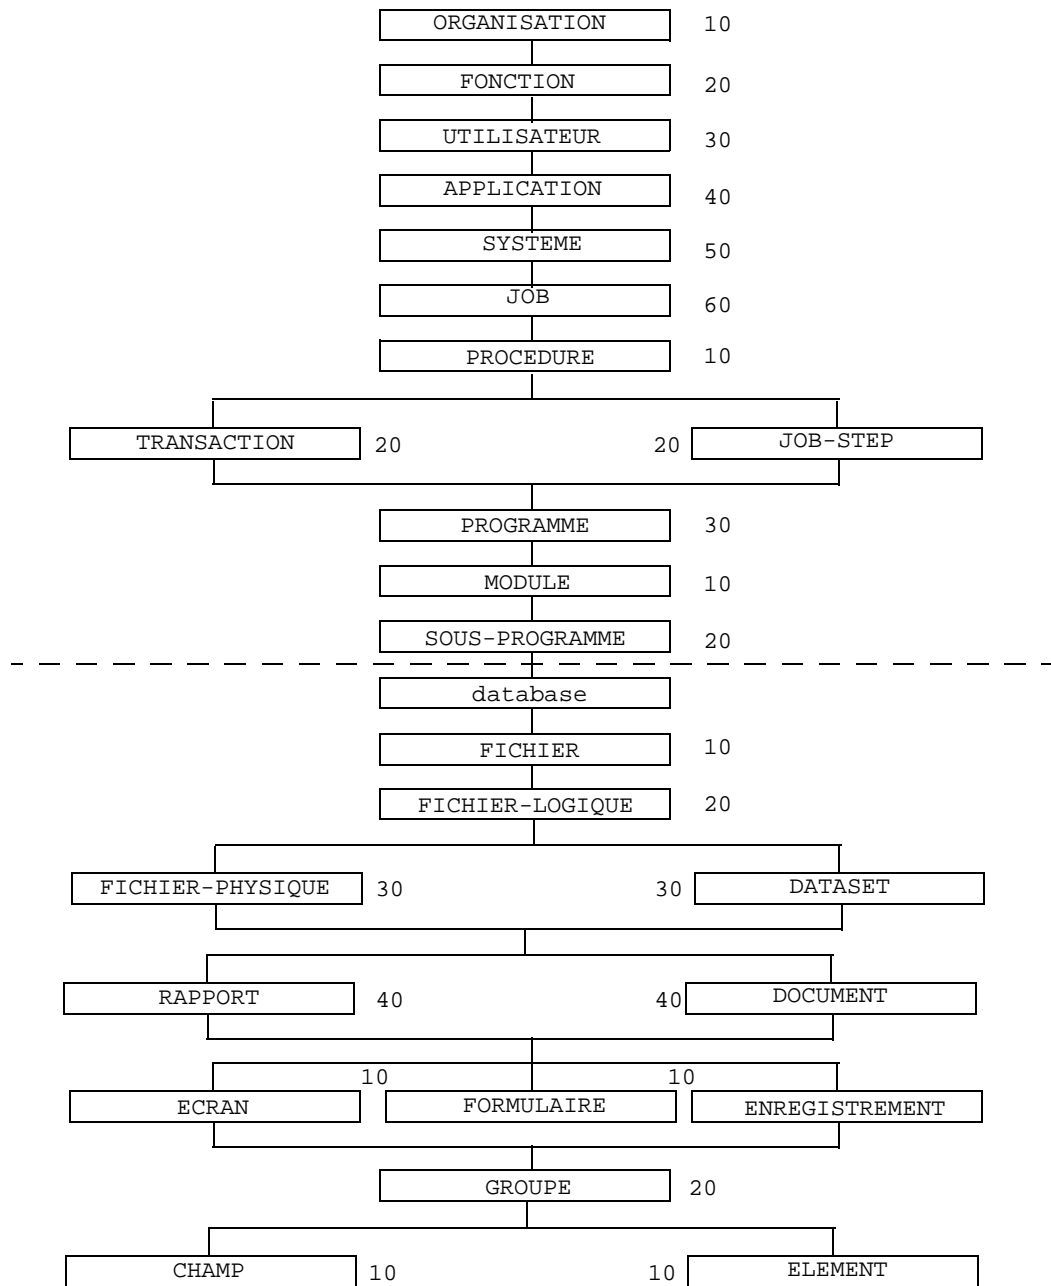 ORGANISATION 10
FONCTION 20
UTILISATEUR 30
APPLICATION 40
SYSTEME 50
JOB 60
PROCEDURE 10
TRANSACTION 20 20 JOB-STEP
PROGRAMME 30
MODULE 10
SOUS-PROGRAMME 20
database
FICHIER 10
FICHIER-LOGIQUE 20
FICHIER-PHYSIQUE 30 30 DATASET
RAPPORT 40 40 DOCUMENT
10 10
ECRAN FORMULAIRE ENREGISTREMENT
GROUPE 20
CHAMP 10 10 ELEMENT